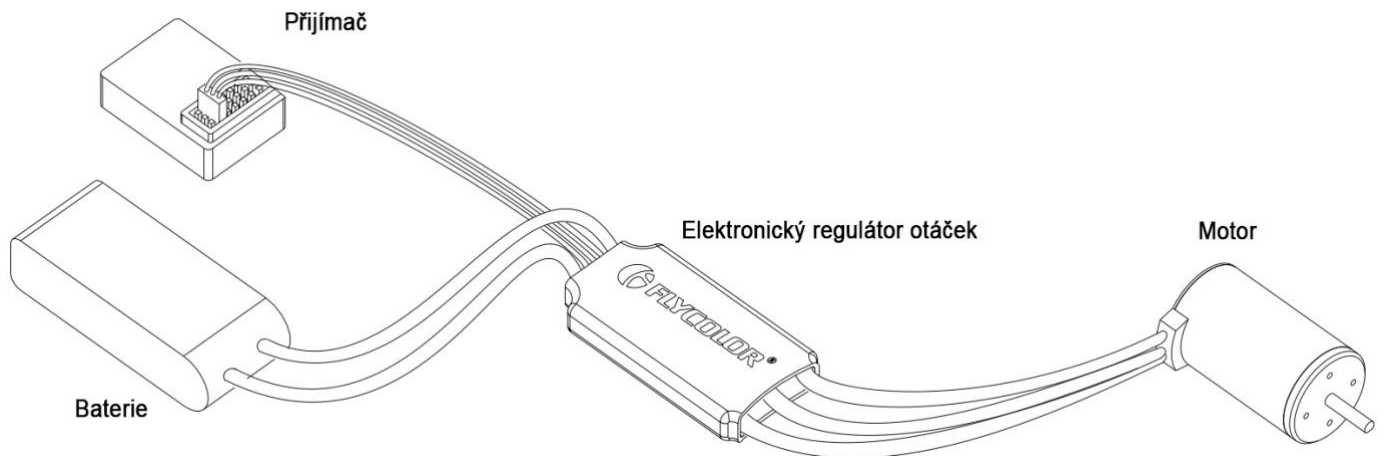 Přijímač
Elektronický regulátor otáček
Motor
FLYCOLOR
Baterie